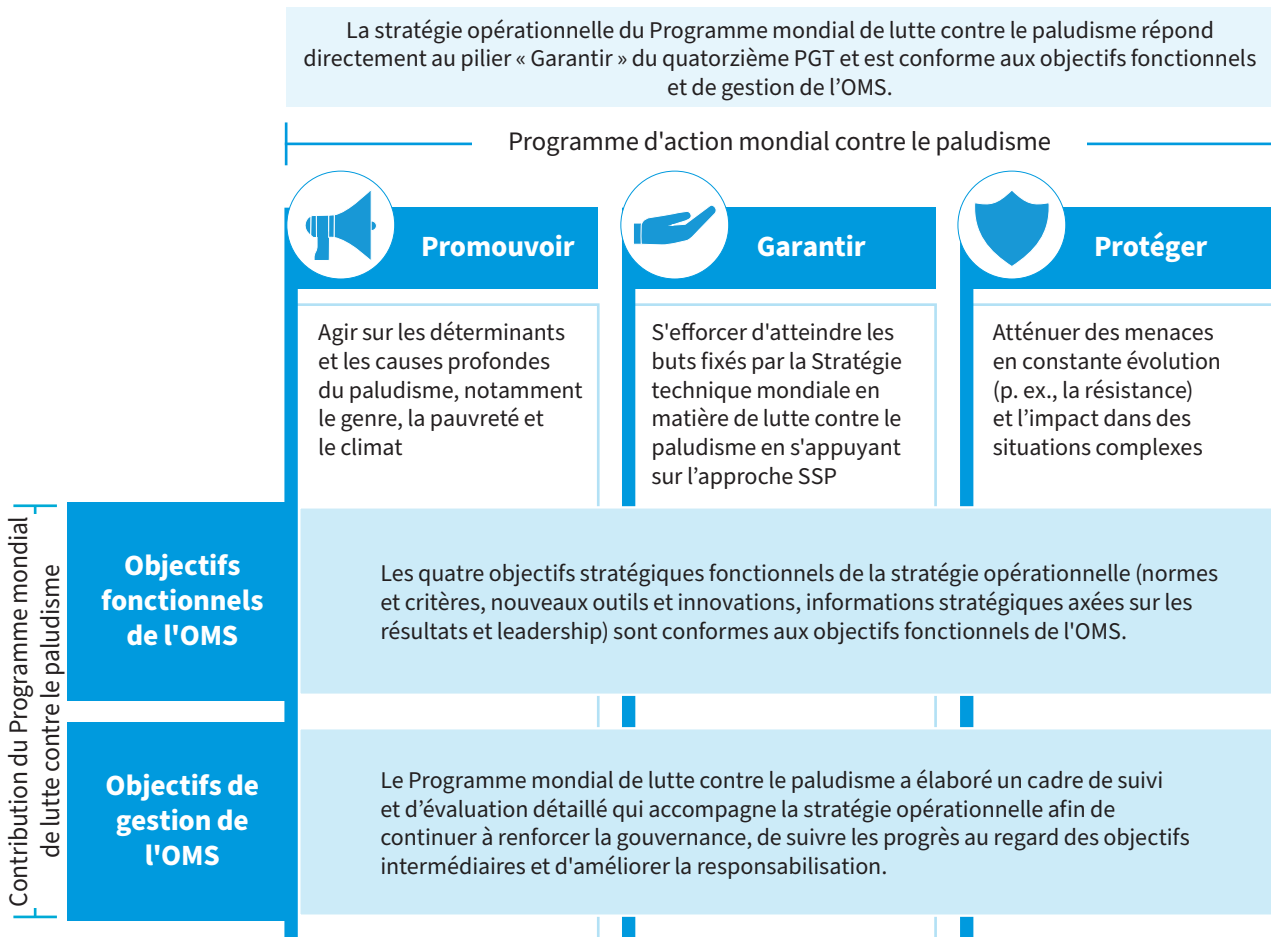 La stratégie opérationnelle du Programme mondial de lutte contre le paludisme répond
directement au pilier « Garantir » du quatorzième PGT et est conforme aux objectifs fonctionnels
et de gestion de l’OMS.
Programme d'action mondial contre le paludisme
Promouvoir
Garantir
Protéger
Agir sur les déterminants
et les causes profondes
du paludisme, notamment
le genre, la pauvreté et
le climat
S'efforcer d'atteindre les
buts fixés par la Stratégie
technique mondiale en
matière de lutte contre le
paludisme en s'appuyant
sur l’approche SSP
Atténuer des menaces
en constante évolution
(p. ex., la résistance)
et l’impact dans des
situations complexes
Contribution du Programme mondial
de lutte contre le paludisme
Objectifs
fonctionnels
de l'OMS
Les quatre objectifs stratégiques fonctionnels de la stratégie opérationnelle (normes
et critères, nouveaux outils et innovations, informations stratégiques axées sur les
résultats et leadership) sont conformes aux objectifs fonctionnels de l'OMS.
Objectifs de
gestion de
l'OMS
Le Programme mondial de lutte contre le paludisme a élaboré un cadre de suivi
et d’évaluation détaillé qui accompagne la stratégie opérationnelle afin de
continuer à renforcer la gouvernance, de suivre les progrès au regard des objectifs
intermédiaires et d'améliorer la responsabilisation.